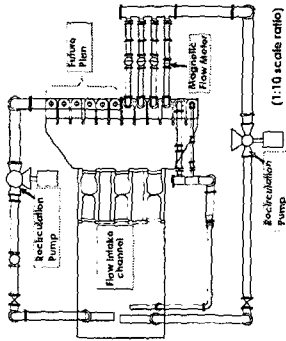 Future
Plan
Magnetic
Flow Meter
(1:10 scale ratio)
Recirculation
Pump
Flow Intake
channel
Recirculation
Pump